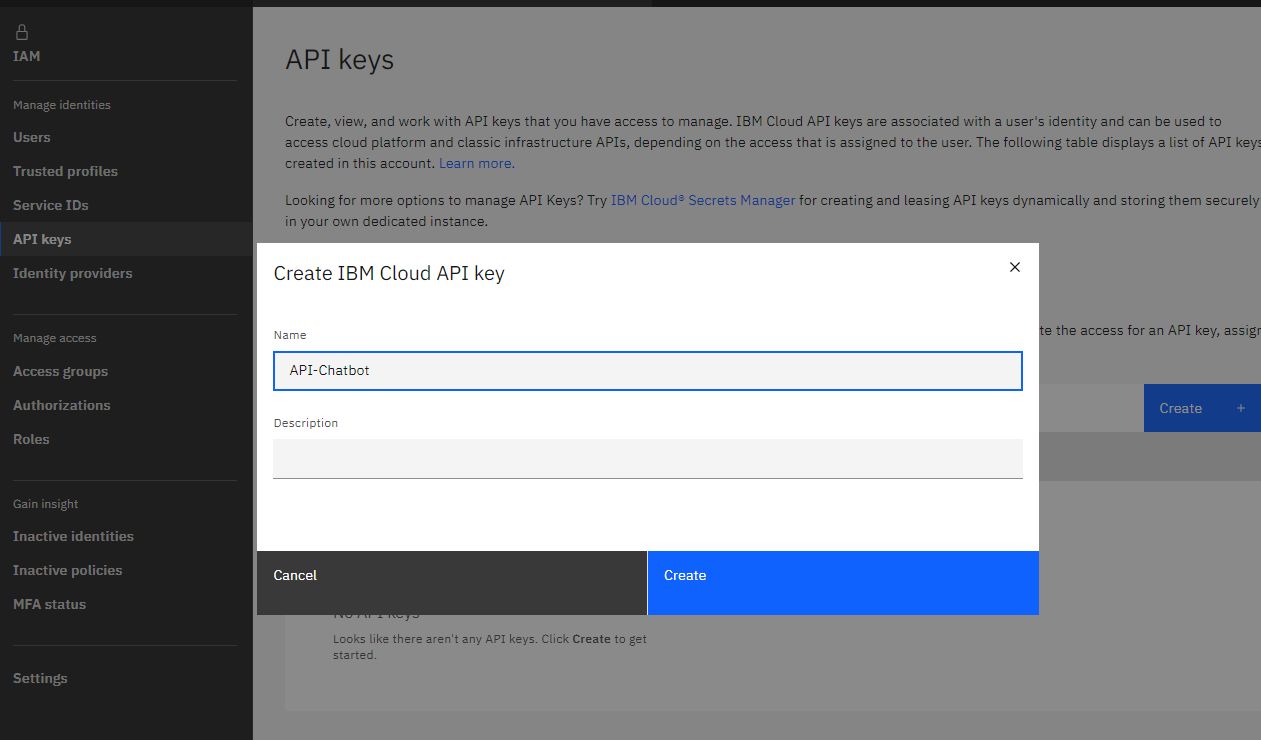 IAM
Manage identities
Users
Trusted profiles
Service IDs
API keys
Identity providers
Manage access
Access groups
Authorizations
Roles
Gain insight
Inactive identities
Inactive policies
MFA status
Settings
API keys
Create, view, and work with API keys that you have access to manage. IBM Cloud API keys are associated with a user's identity and can be used to
access cloud platform and classic infrastructure APIs, depending on the access that is assigned to the user. The following table displays a list of API keys
created in this account. Learn more.
Looking for more options to manage API Keys? Try IBM Cloud® Secrets Manager for creating and leasing API keys dynamically and storing them securely
in your own dedicated instance.
te the access for an API key, assign
Create +
Create IBM Cloud API key
Name
API-Chatbot
Description
Cancel
Create
No API keys
Looks like there aren't any API keys. Click Create to get
started.